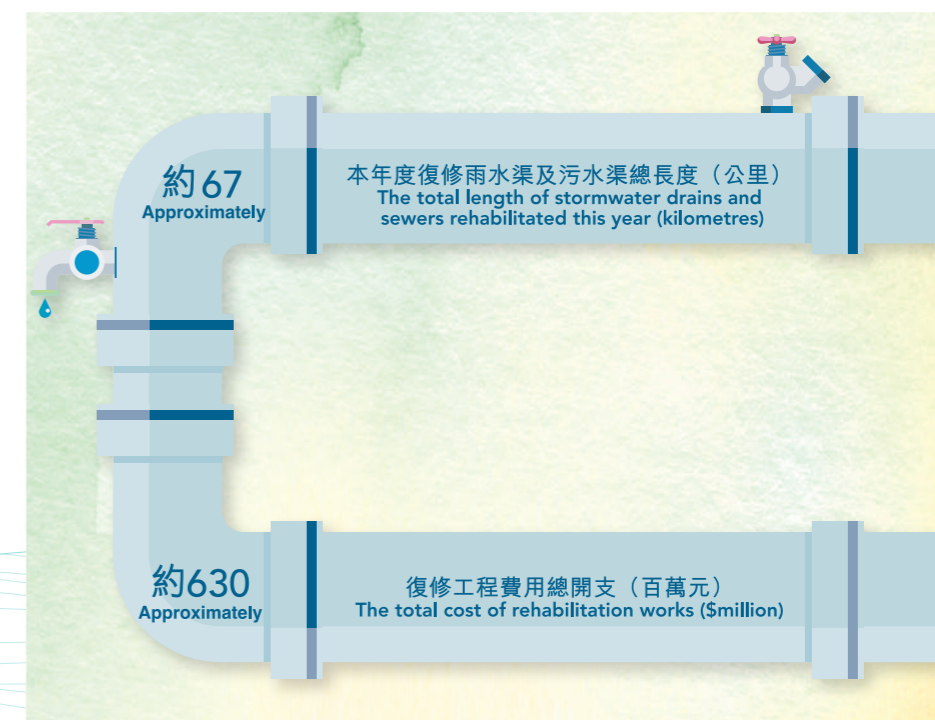 約67
Approximately
本年度復修雨水渠及污水渠總長度（公里）
The total length of stormwater drains and
sewers rehabilitated this year (kilometres)
約630
Approximately
復修工程費用總開支（百萬元）
The total cost of rehabilitation works ($million)